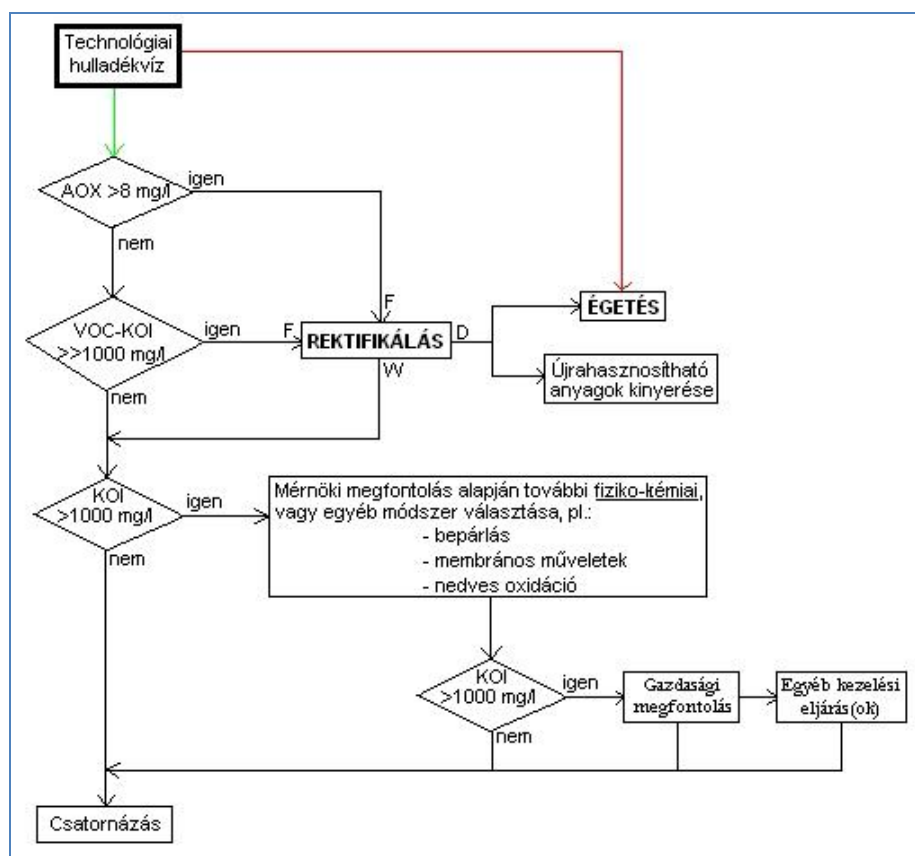 Technológiai
hulladékvíz
AOX >8 mg/l
igen
nem
VOC-KOI
>>1000 mg/l
igen
nem
F
F
REKTIFIKÁLÁS
D
W
ÉGETÉS
Újrahasznosítható
anyagok kinyerése
KOI
>1000 mg/l
igen
nem
Mérnöki megfontolás alapján további fiziko-kémiai,
vagy egyéb módszer választása, pl.:
- bepárlás
- membrános műveletek
- nedves oxidáció
KOI
>1000 mg/l
igen
nem
Gazdasági
megfontolás
Egyéb kezelési
eljárás(ok)
Csatornázás